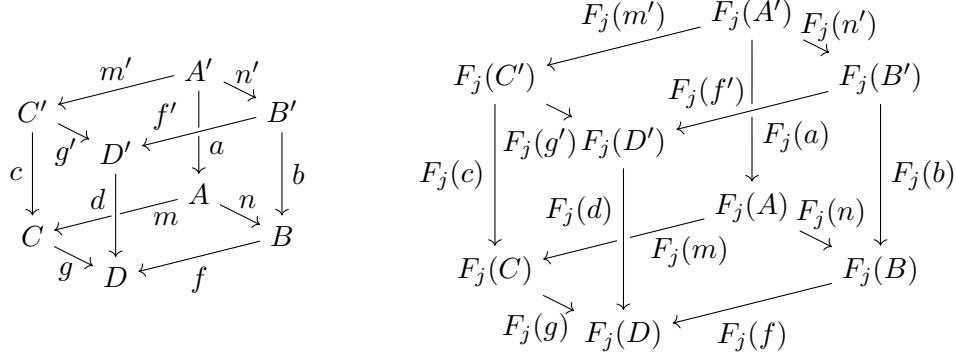 A′
m′ n′
C′ B′
f′
g′ D′ a
c b
d A n
m
C B
g D f
F_j(A′)
F_j(m′) F_j(n′)
F_j(C′) F_j(B′)
F_j(f′)
F_j(g′) F_j(D′) F_j(a)
F_j(c) F_j(b)
F_j(d) F_j(A) F_j(n)
F_j(m)
F_j(C) F_j(B)
F_j(g) F_j(D) F_j(f)